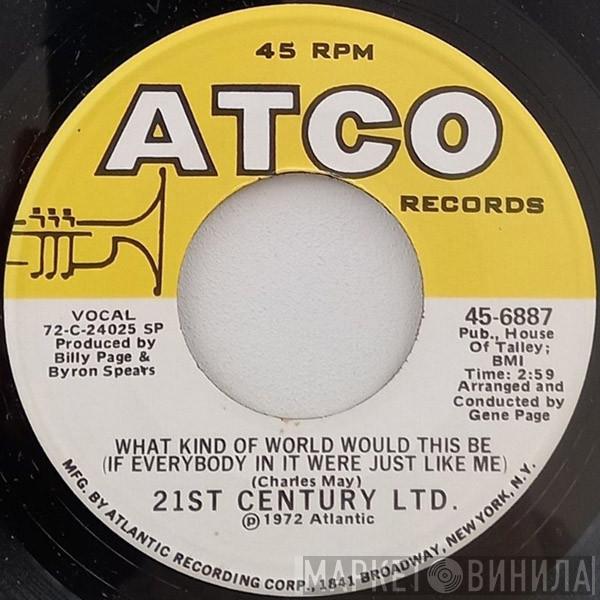 45 RPM
ATCO
RECORDS
VOCAL
72-C-24025 SP
Produced by
Billy Page &
Byron Spears
45-6887
Pub., House
Of Talley;
BMI
Time: 2:59
Arranged and
Conducted by
Gene Page
WHAT KIND OF WORLD WOULD THIS BE
(IF EVERYBODY IN IT WERE JUST LIKE ME)
(Charles May)
21ST CENTURY LTD.
℗ 1972 Atlantic
MFG. BY ATLANTIC RECORDING CORP., 1841 BROADWAY, NEW YORK, N.Y.
МАРКЕТ ВИНИЛА